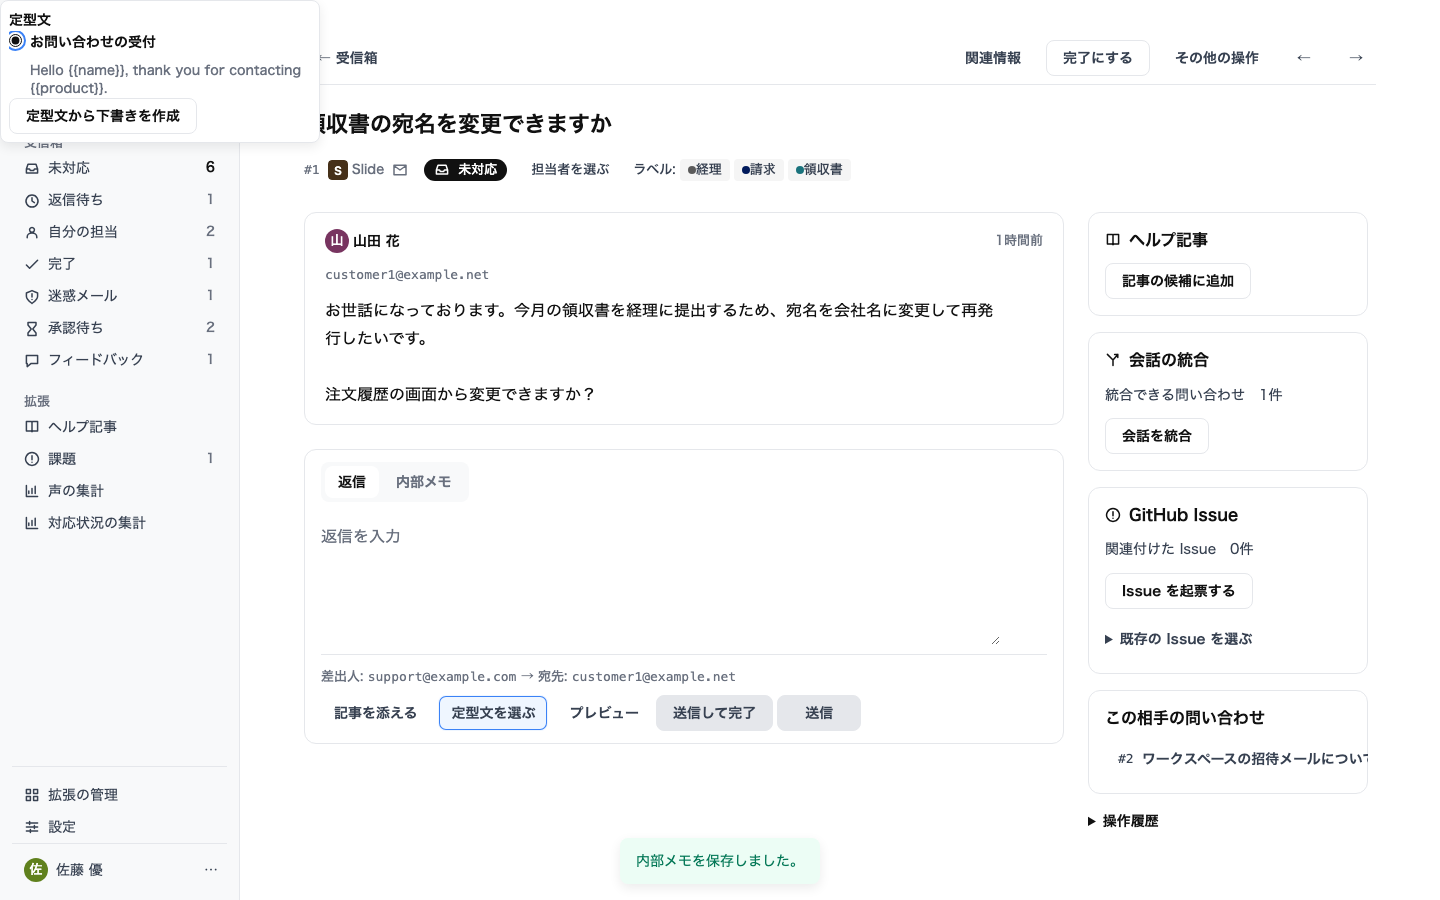 定型文
お問い合わせの受付
Hello {{name}}, thank you for contacting
{{product}}.
定型文から下書きを作成
未対応 6
返信待ち 1
自分の担当 2
完了 1
迷惑メール 1
承認待ち 2
フィードバック 1
拡張
ヘルプ記事
課題 1
声の集計
対応状況の集計
拡張の管理
設定
佐 佐藤 優 ⋯
← 受信箱
関連情報 完了にする その他の操作 ← →
領収書の宛名を変更できますか
#1 S Slide 未対応 担当者を選ぶ ラベル: 経理 請求 領収書
山 山田 花 1時間前
customer1@example.net
お世話になっております。今月の領収書を経理に提出するため、宛名を会社名に変更して再発
行したいです。
注文履歴の画面から変更できますか？
返信 内部メモ
返信を入力
差出人: support@example.com → 宛先: customer1@example.net
記事を添える 定型文を選ぶ プレビュー 送信して完了 送信
ヘルプ記事
記事の候補に追加
会話の統合
統合できる問い合わせ 1件
会話を統合
GitHub Issue
関連付けた Issue 0件
Issue を起票する
▶ 既存の Issue を選ぶ
この相手の問い合わせ
#2 ワークスペースの招待メールについて
▶ 操作履歴
内部メモを保存しました。